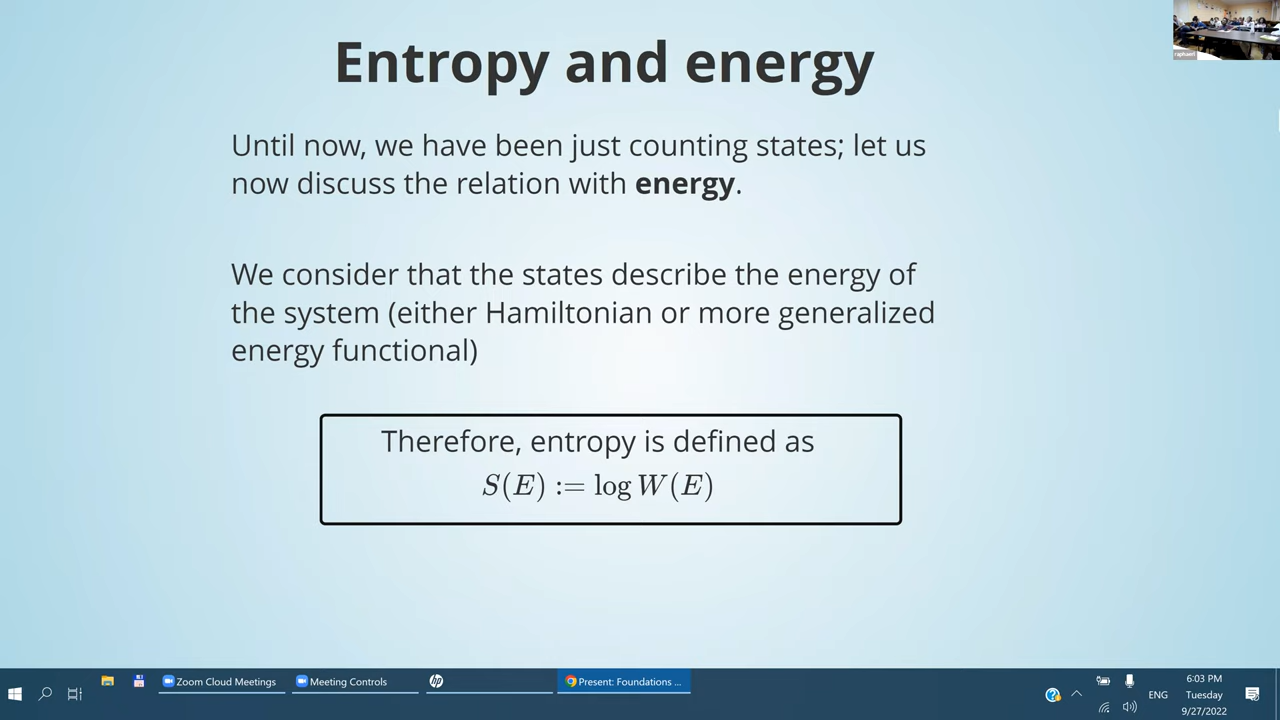 Entropy and energy
Until now, we have been just counting states; let us
now discuss the relation with energy.
We consider that the states describe the energy of
the system (either Hamiltonian or more generalized
energy functional)
Therefore, entropy is defined as
S(E) := log W(E)
Zoom Cloud Meetings
Meeting Controls
hp
Present: Foundations ...
ENG
6:03 PM
Tuesday
9/27/2022